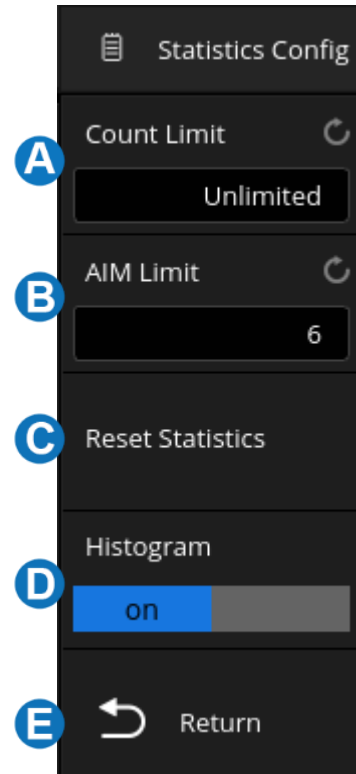 Statistics Config
A
Count Limit
Unlimited
B
AIM Limit
6
C
Reset Statistics
D
Histogram
on
E
Return